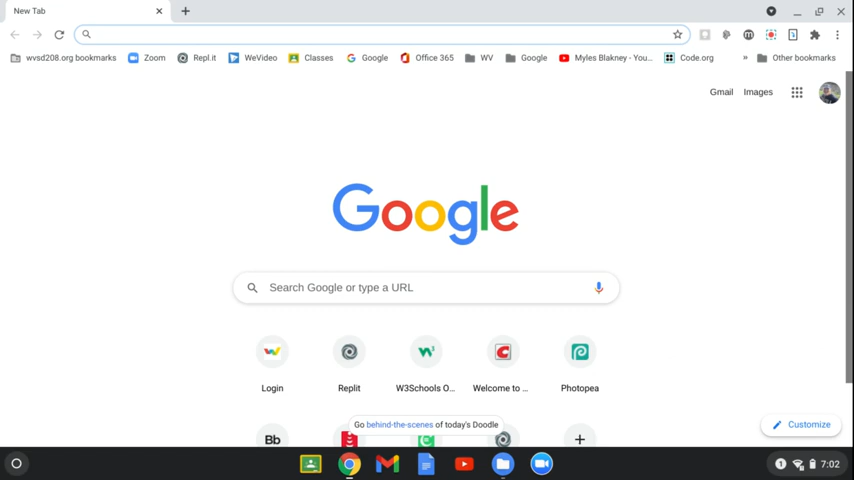 New Tab
wvsd208.org bookmarks Zoom Repl.it WeVideo Classes Google Office 365 WV Google Myles Blakney - You... Code.org » Other bookmarks
Gmail Images
Google
Search Google or type a URL
Login Replit W3Schools O... Welcome to ... Photopea
Go behind-the-scenes of today's Doodle
Customize
Bb
1 7:02